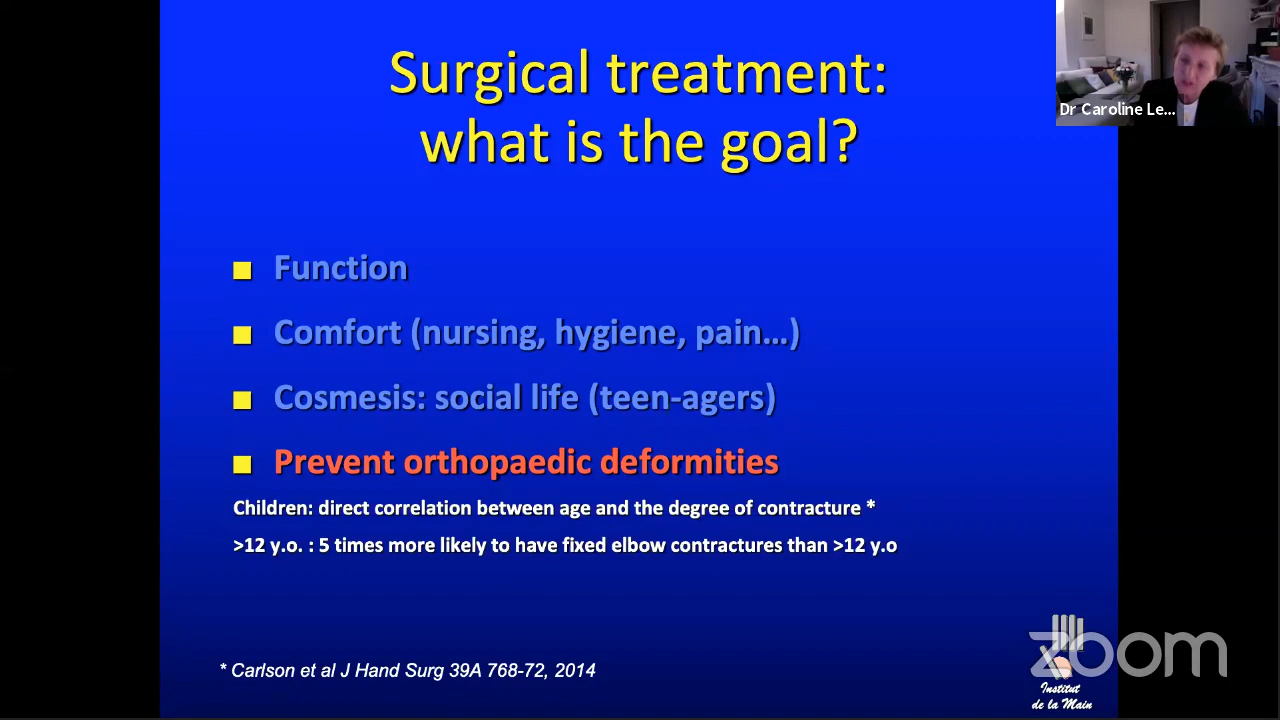 Surgical treatment:
what is the goal?
Dr Caroline Le...
Function
Comfort (nursing, hygiene, pain...)
Cosmesis: social life (teen-agers)
Prevent orthopaedic deformities
Children: direct correlation between age and the degree of contracture *
>12 y.o. : 5 times more likely to have fixed elbow contractures than >12 y.o
* Carlson et al J Hand Surg 39A 768-72, 2014
zoom
Institut
de la Main